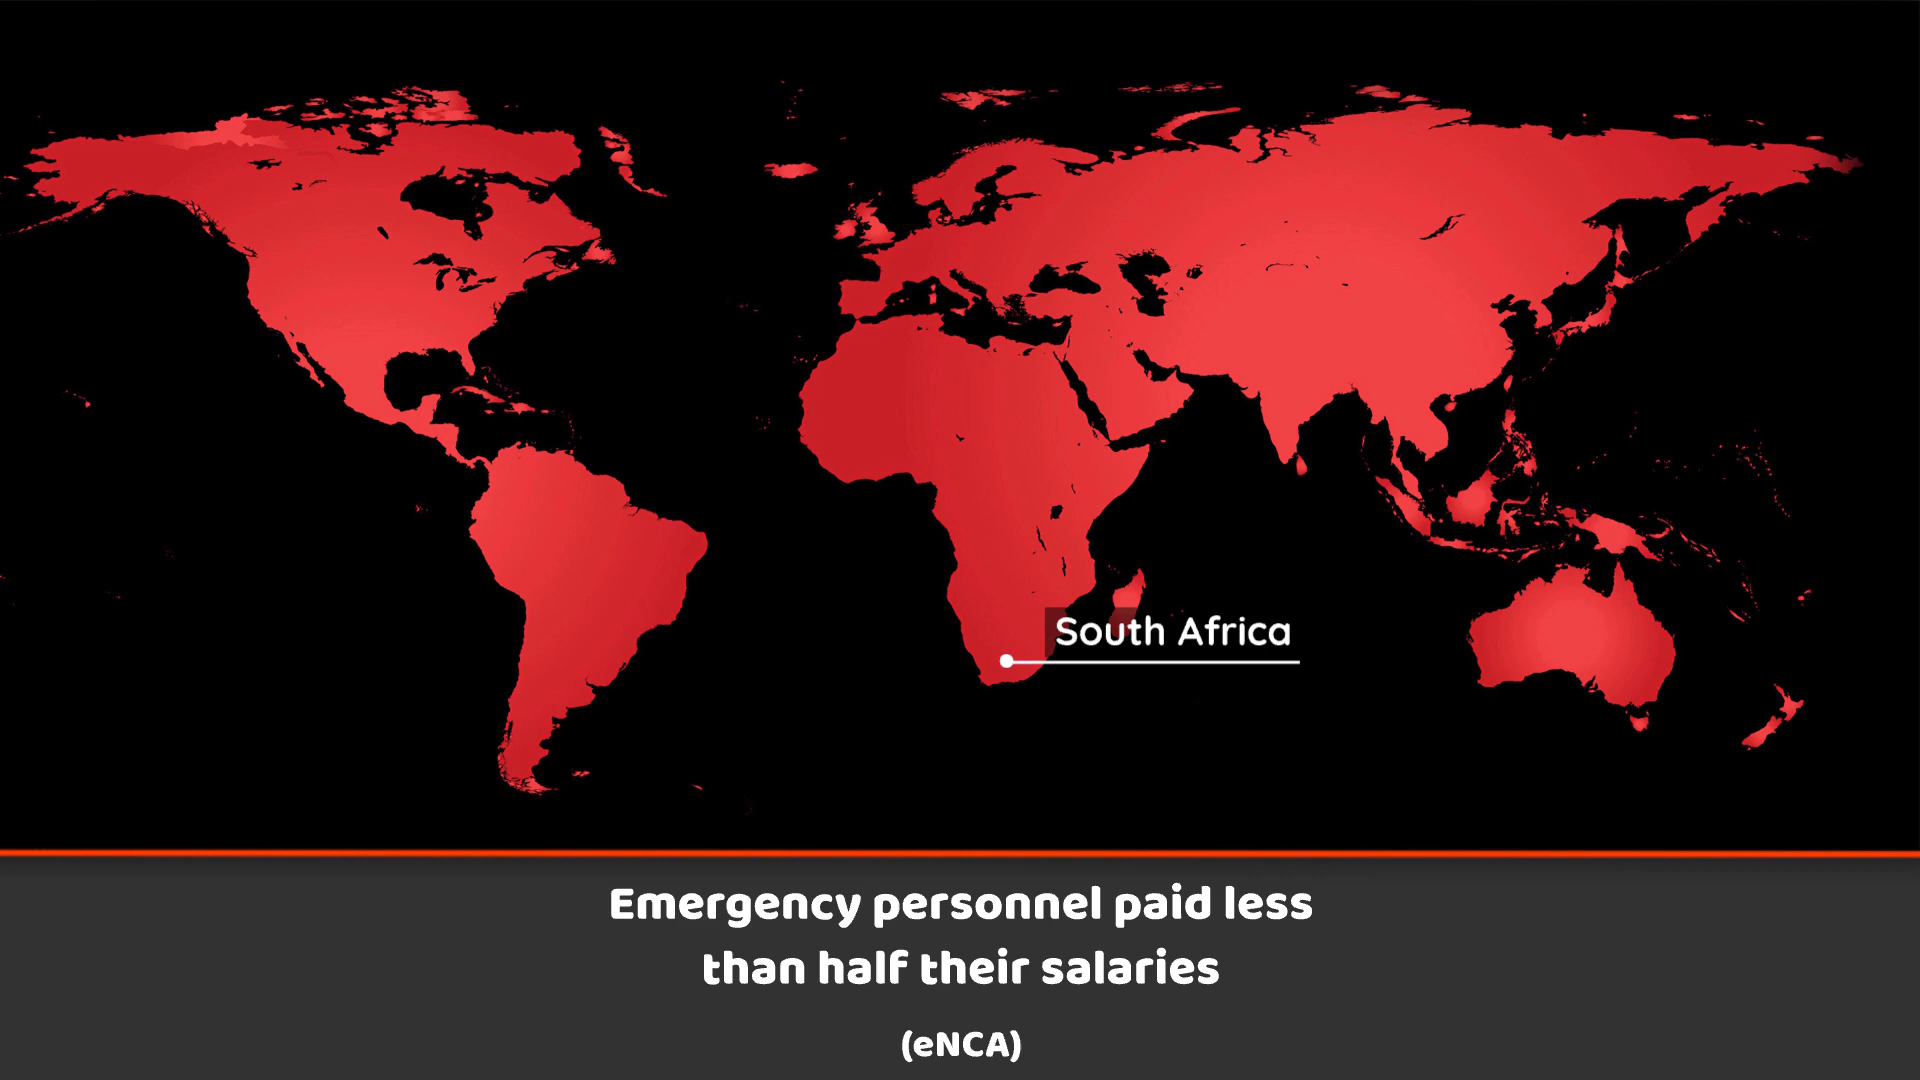 South Africa
Emergency personnel paid less
than half their salaries
(eNCA)